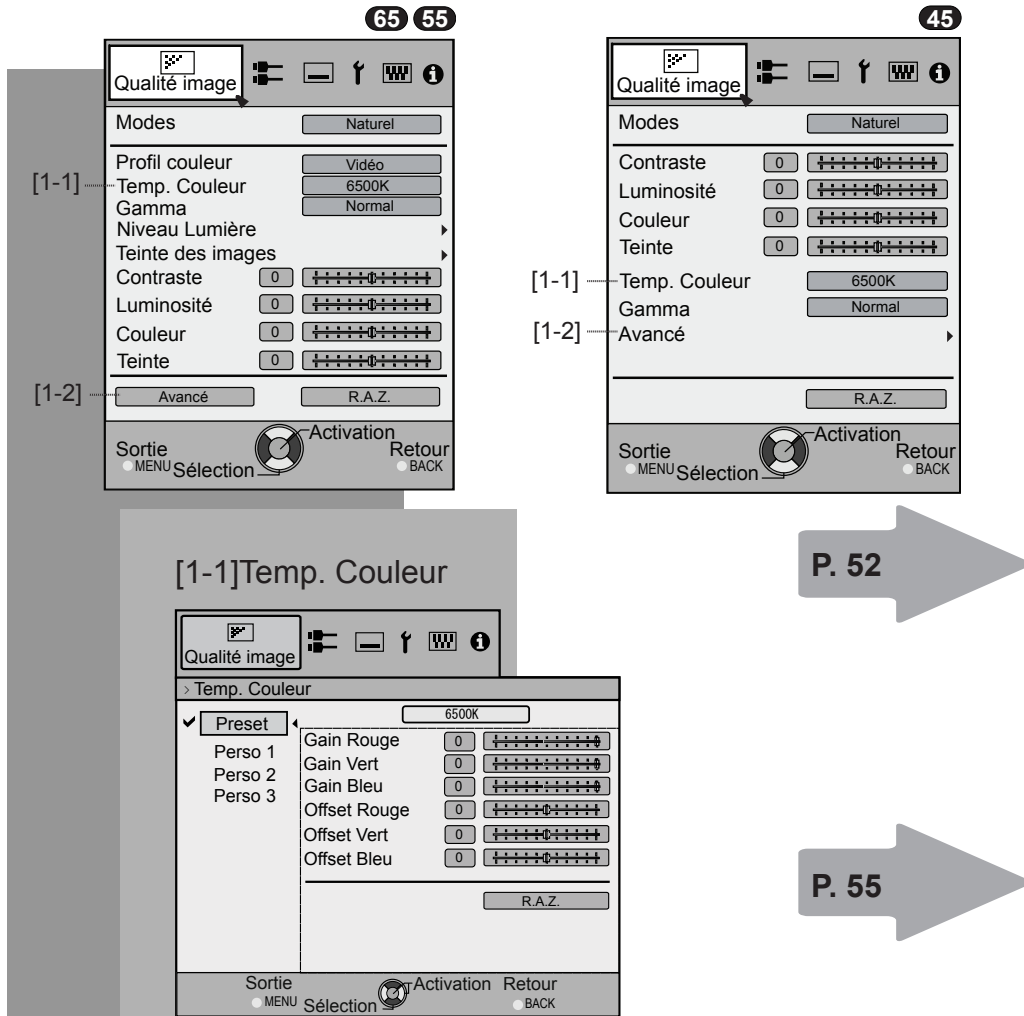 65 55
Qualité image
Modes Naturel
Profil couleur Vidéo
[1-1] Temp. Couleur 6500K
Gamma Normal
Niveau Lumière
Teinte des images
Contraste 0
Luminosité 0
Couleur 0
Teinte 0
[1-2] Avancé R.A.Z.
Activation
Sortie Retour
MENU Sélection BACK
45
Qualité image
Modes Naturel
Contraste 0
Luminosité 0
Couleur 0
Teinte 0
[1-1] Temp. Couleur 6500K
Gamma Normal
[1-2] Avancé
R.A.Z.
Activation
Sortie Retour
MENU Sélection BACK
P. 52
[1-1]Temp. Couleur
Qualité image
> Temp. Couleur
Preset 6500K
Perso 1
Perso 2
Perso 3
Gain Rouge 0
Gain Vert 0
Gain Bleu 0
Offset Rouge 0
Offset Vert 0
Offset Bleu 0
R.A.Z.
Sortie Activation Retour
MENU Sélection BACK
P. 55